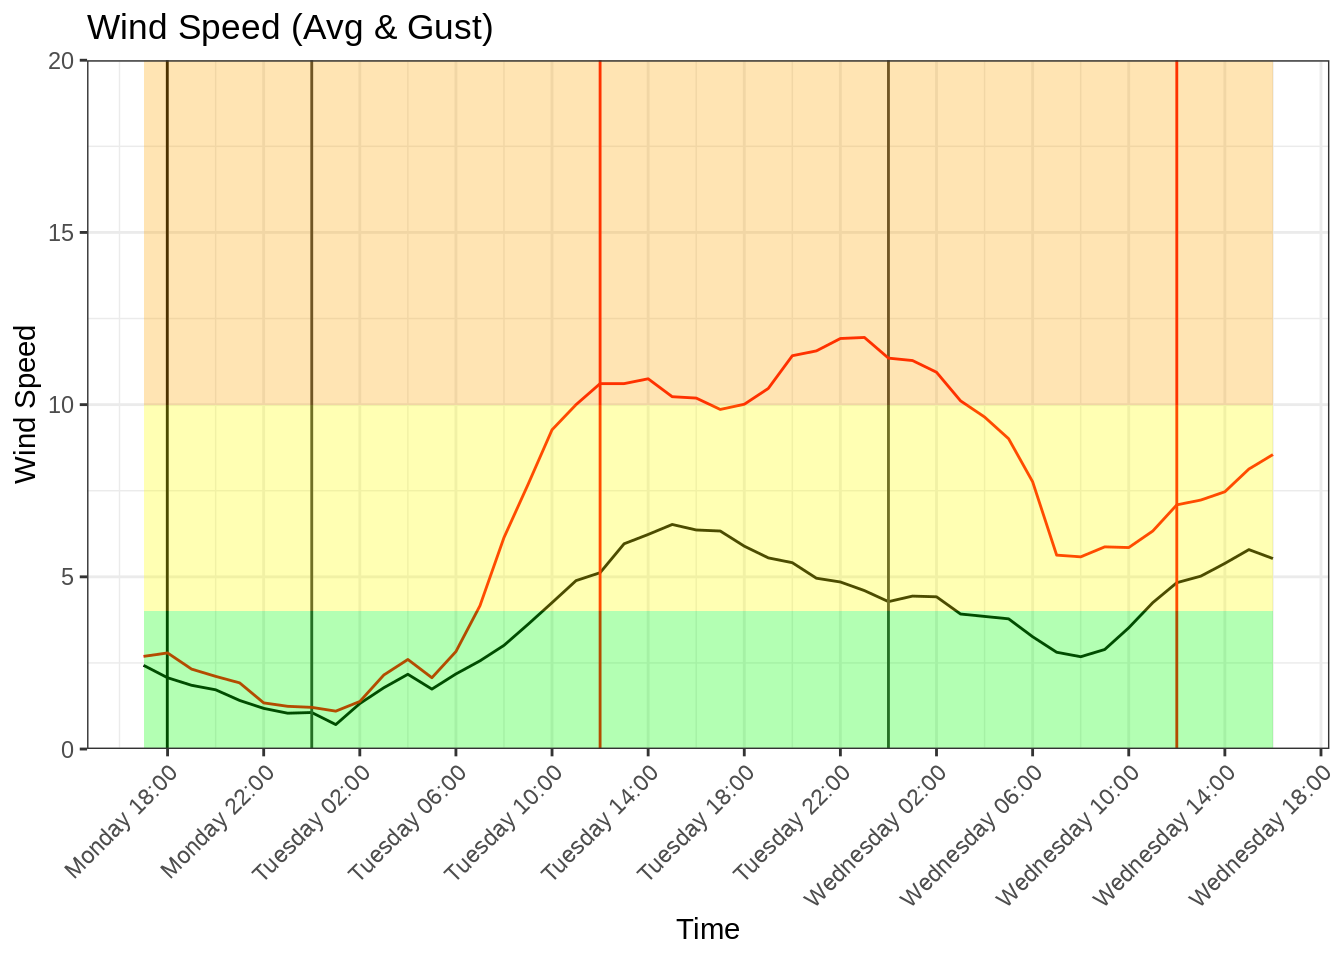 Wind Speed (Avg & Gust)
20
15
10
5
0
Wind Speed
Monday 18:00
Monday 22:00
Tuesday 02:00
Tuesday 06:00
Tuesday 10:00
Tuesday 14:00
Tuesday 18:00
Tuesday 22:00
Wednesday 02:00
Wednesday 06:00
Wednesday 10:00
Wednesday 14:00
Wednesday 18:00
Time